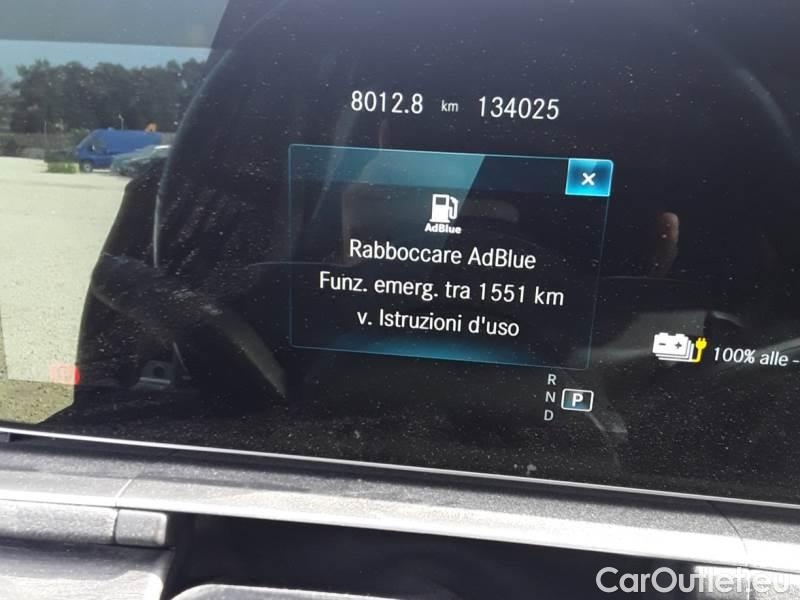 8012.8 km 134025
AdBlue
Rabboccare AdBlue
Funz. emerg. tra 1551 km
v. Istruzioni d'uso
100% alle –
R
N P
D
CarOutlet.eu